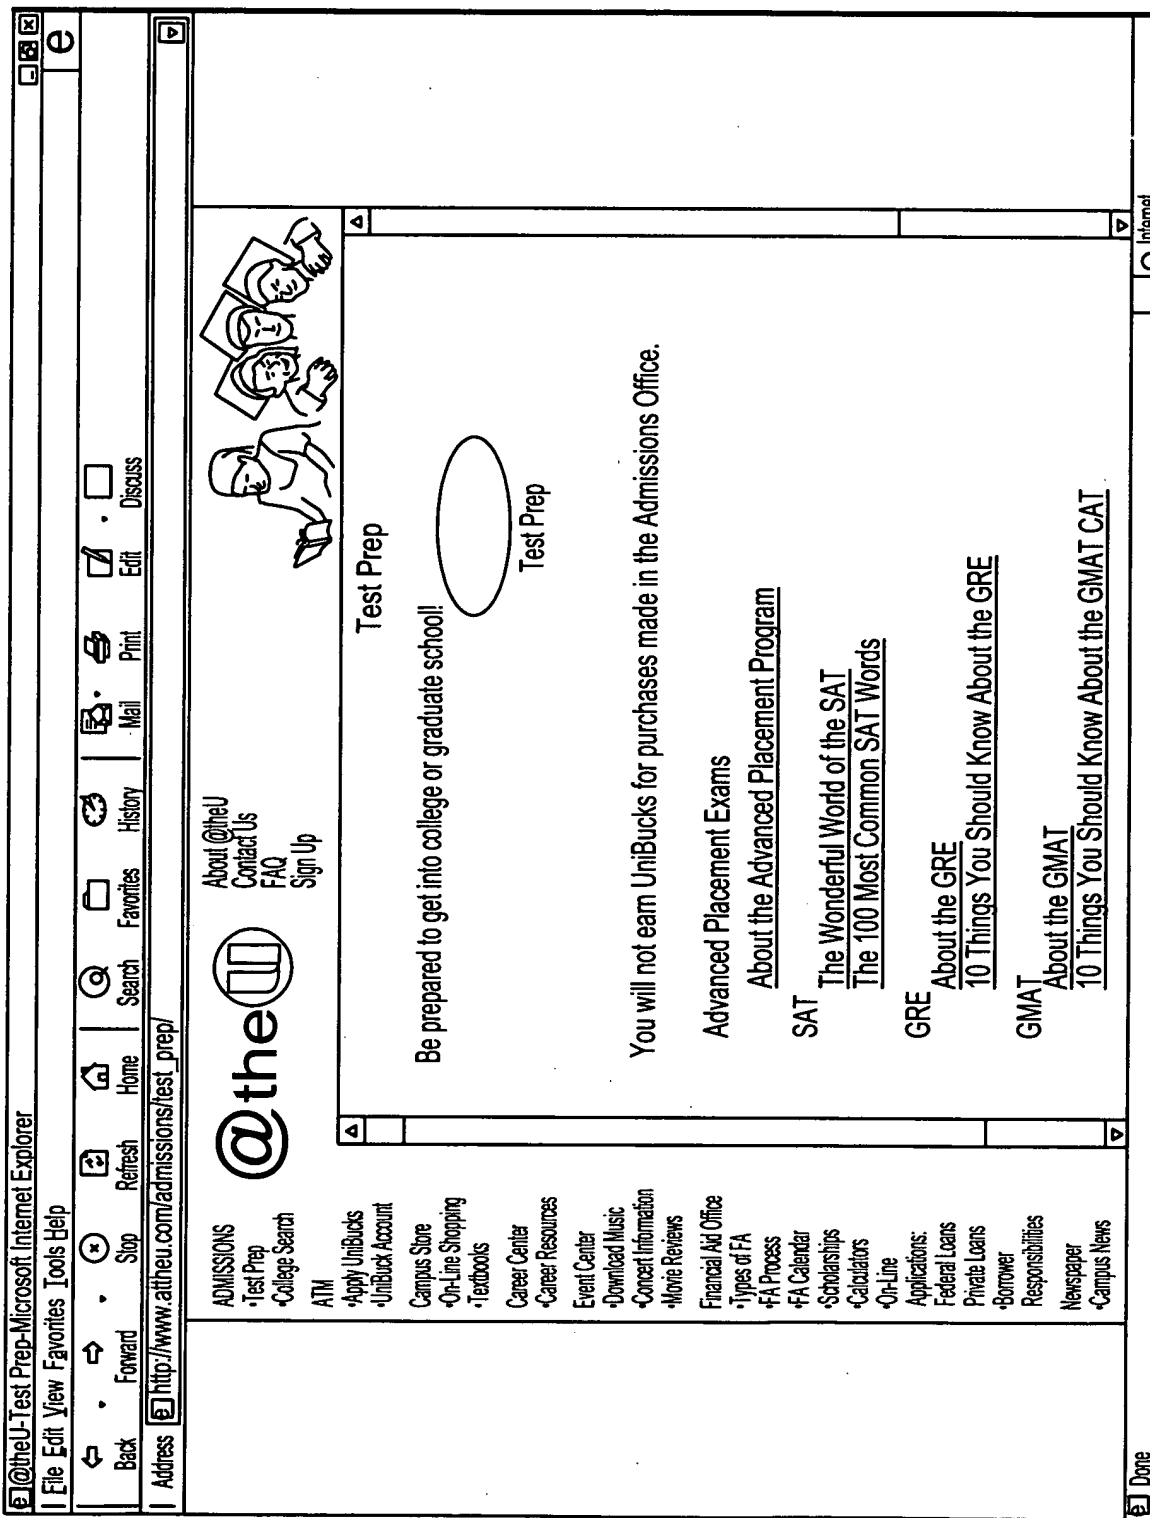 @theU-Test Prep-Microsoft Internet Explorer
File Edit View Favorites Tools Help
Back Forward Stop Refresh Home Search Favorites History Mail Print Edit Discuss
Address http://www.attheu.com/admissions/test_prep/
@theU
About @theU
Contact Us
FAQ
Sign Up
ADMISSIONS
•Test Prep
•College Search
ATM
•Apply UniBucks
•UniBuck Account
Campus Store
•On-Line Shopping
•Textbooks
Career Center
•Career Resources
Event Center
•Download Music
•Concert Information
•Movie Reviews
Financial Aid Office
•Types of FA
•FA Process
•FA Calendar
•Scholarships
•Calculators
•On-Line
Applications:
Federal Loans
Private Loans
•Borrower
Responsibilities
Newspaper
•Campus News
Test Prep
Be prepared to get into college or graduate school!
Test Prep
You will not earn UniBucks for purchases made in the Admissions Office.
Advanced Placement Exams
About the Advanced Placement Program
SAT
The Wonderful World of the SAT
The 100 Most Common SAT Words
GRE
About the GRE
10 Things You Should Know About the GRE
GMAT
About the GMAT
10 Things You Should Know About the GMAT CAT
Done
Internet